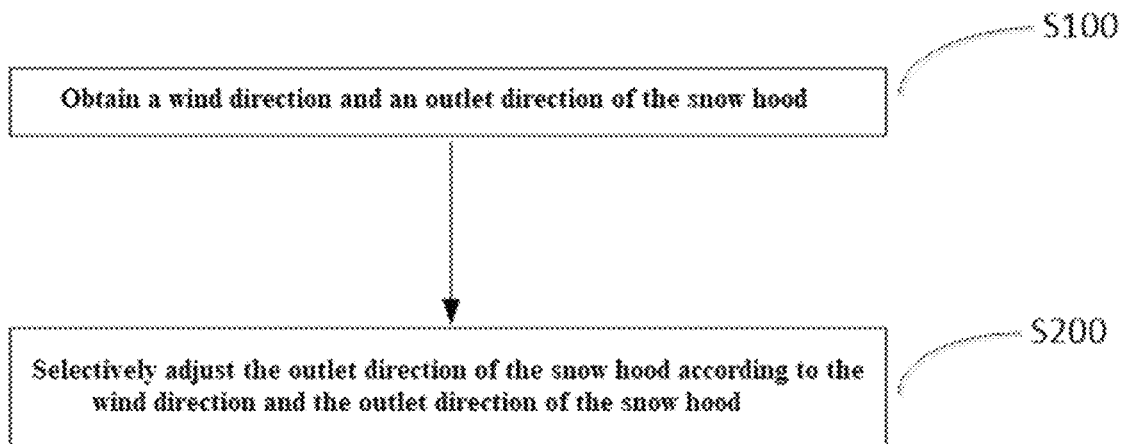 S100
Obtain a wind direction and an outlet direction of the snow hood
S200
Selectively adjust the outlet direction of the snow hood according to the
wind direction and the outlet direction of the snow hood